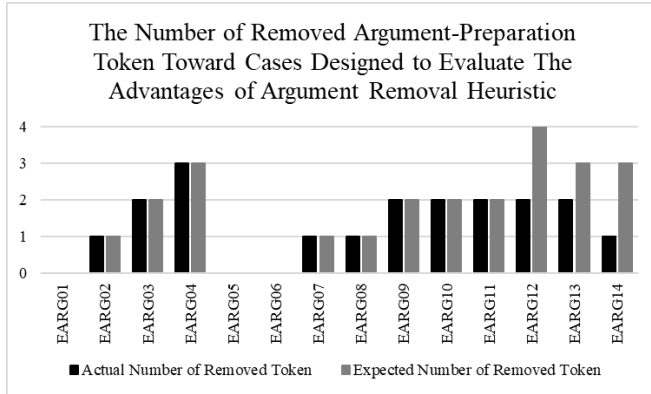 The Number of Removed Argument-Preparation
Token Toward Cases Designed to Evaluate The
Advantages of Argument Removal Heuristic
4
3
2
1
0
EARG01
EARG02
EARG03
EARG04
EARG05
EARG06
EARG07
EARG08
EARG09
EARG10
EARG11
EARG12
EARG13
EARG14
Actual Number of Removed Token
Expected Number of Removed Token